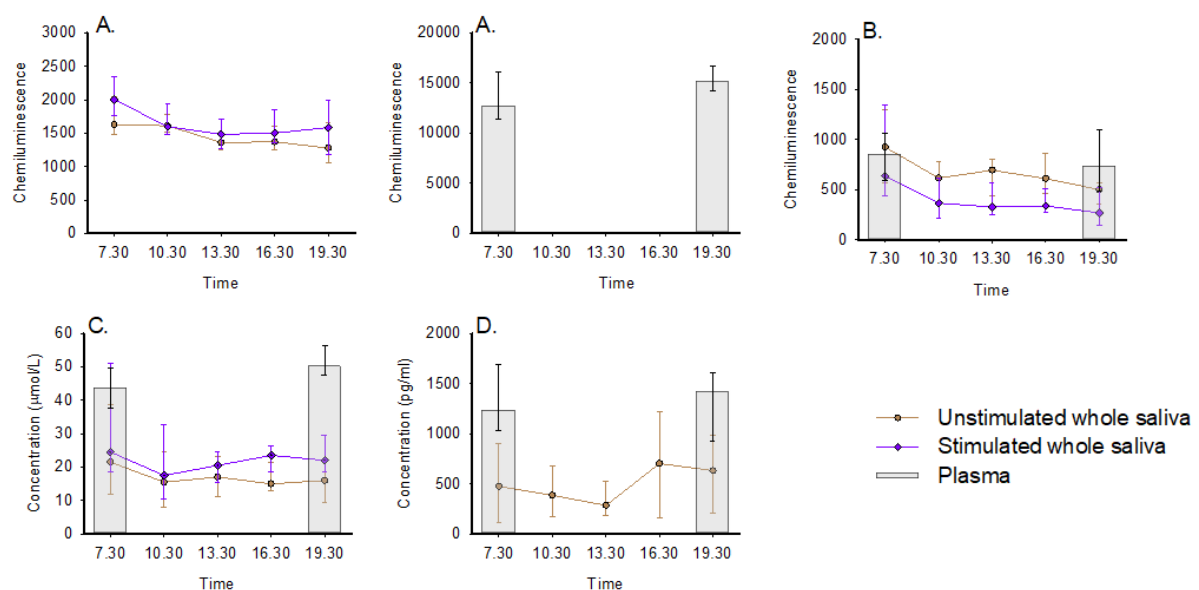 A.
Chemiluminescence
3000
2500
2000
1500
1000
500
0
7.30 10.30 13.30 16.30 19.30
Time
A.
Chemiluminescence
20000
15000
10000
5000
0
7.30 10.30 13.30 16.30 19.30
Time
B.
Chemiluminescence
2000
1500
1000
500
0
7.30 10.30 13.30 16.30 19.30
Time
C.
Concentration (µmol/L)
60
50
40
30
20
10
0
7.30 10.30 13.30 16.30 19.30
Time
D.
Concentration (pg/ml)
2000
1500
1000
500
0
7.30 10.30 13.30 16.30 19.30
Time
Unstimulated whole saliva
Stimulated whole saliva
Plasma